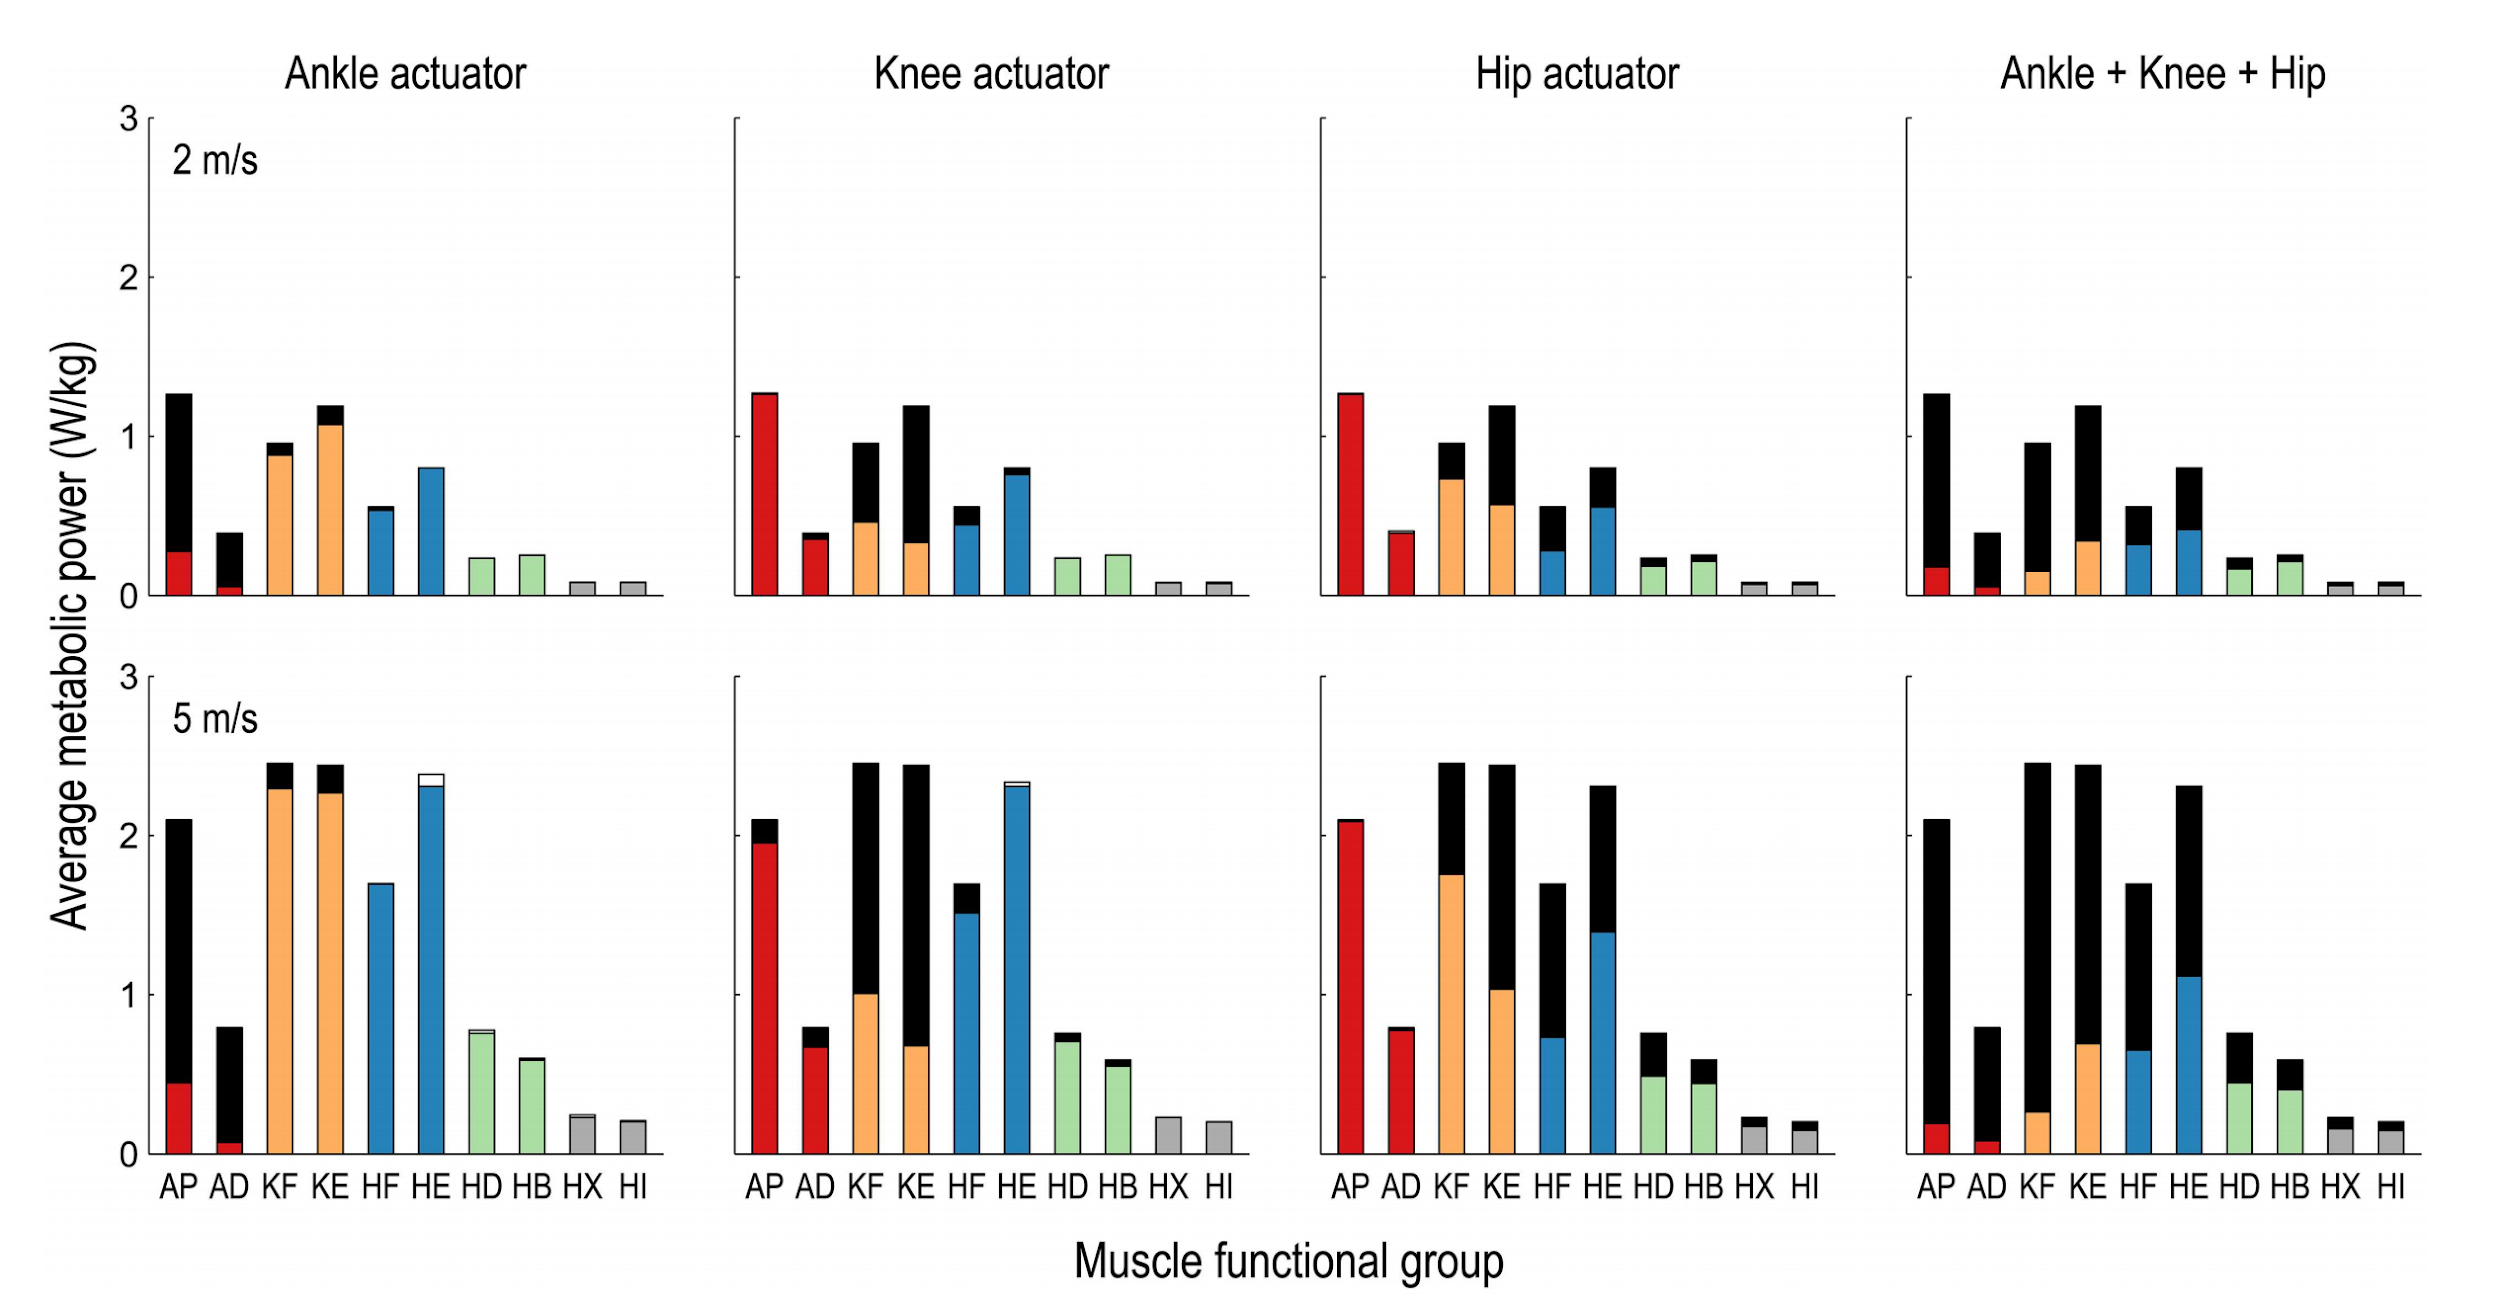 Ankle actuator
Knee actuator
Hip actuator
Ankle + Knee + Hip
Average metabolic power (W/kg)
3
2 m/s
2
1
0
3
5 m/s
2
1
0
AP AD KF KE HF HE HD HB HX HI
AP AD KF KE HF HE HD HB HX HI
AP AD KF KE HF HE HD HB HX HI
AP AD KF KE HF HE HD HB HX HI
Muscle functional group